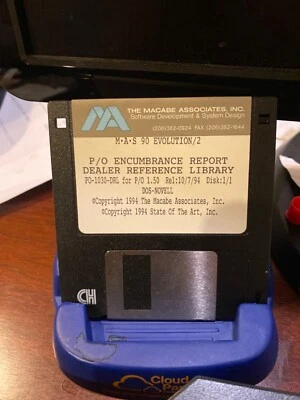 THE MACABE ASSOCIATES, INC.
Software Development & System Design
(206)382-0524 FAX (206)382-1644
M·A·S 90 EVOLUTION/2
P/O ENCUMBRANCE REPORT
DEALER REFERENCE LIBRARY
PO-1030-DRL for P/O 1.50 Rel:10/7/94 Disk:1/1
DOS-NOVELL
©Copyright 1994 The Macabe Associates, Inc.
©Copyright 1994 State Of The Art, Inc.
Cloud